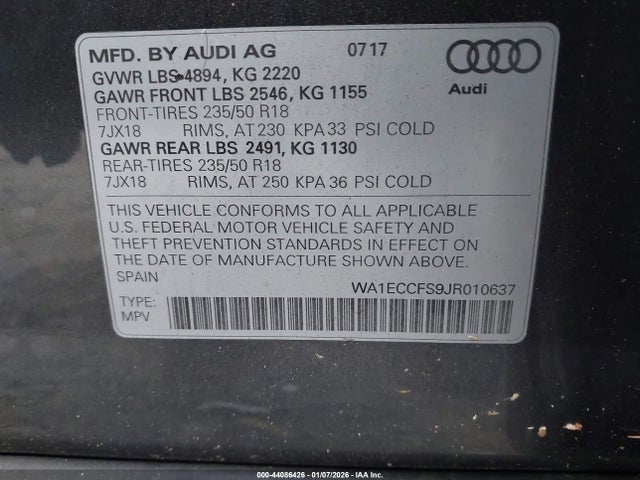 MFD. BY AUDI AG 07 17
GVWR LBS 4894, KG 2220
GAWR FRONT LBS 2546, KG 1155
FRONT-TIRES 235/50 R18
7JX18 RIMS, AT 230 KPA 33 PSI COLD
GAWR REAR LBS 2491, KG 1130
REAR-TIRES 235/50 R18
7JX18 RIMS, AT 250 KPA 36 PSI COLD
Audi
THIS VEHICLE CONFORMS TO ALL APPLICABLE
U.S. FEDERAL MOTOR VEHICLE SAFETY AND
THEFT PREVENTION STANDARDS IN EFFECT ON
THE DATE OF MANUFACTURE SHOWN ABOVE.
SPAIN
WA1ECCFS9JR010637
TYPE:
MPV
000-44086426 - 01/07/2026 - IAA Inc.